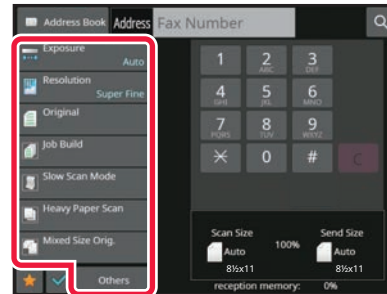 Address Book Address Fax Number
Exposure
Auto
Resolution
Super Fine
Original
Job Build
Slow Scan Mode
Heavy Paper Scan
Mixed Size Orig.
Others
1 2 ABC 3 DEF
4 GHI 5 JKL 6 MNO
7 PQRS 8 TUV 9 WXYZ
* 0 # C
Scan Size Send Size
Auto 100% Auto
8½x11 8½x11
reception memory: 0%